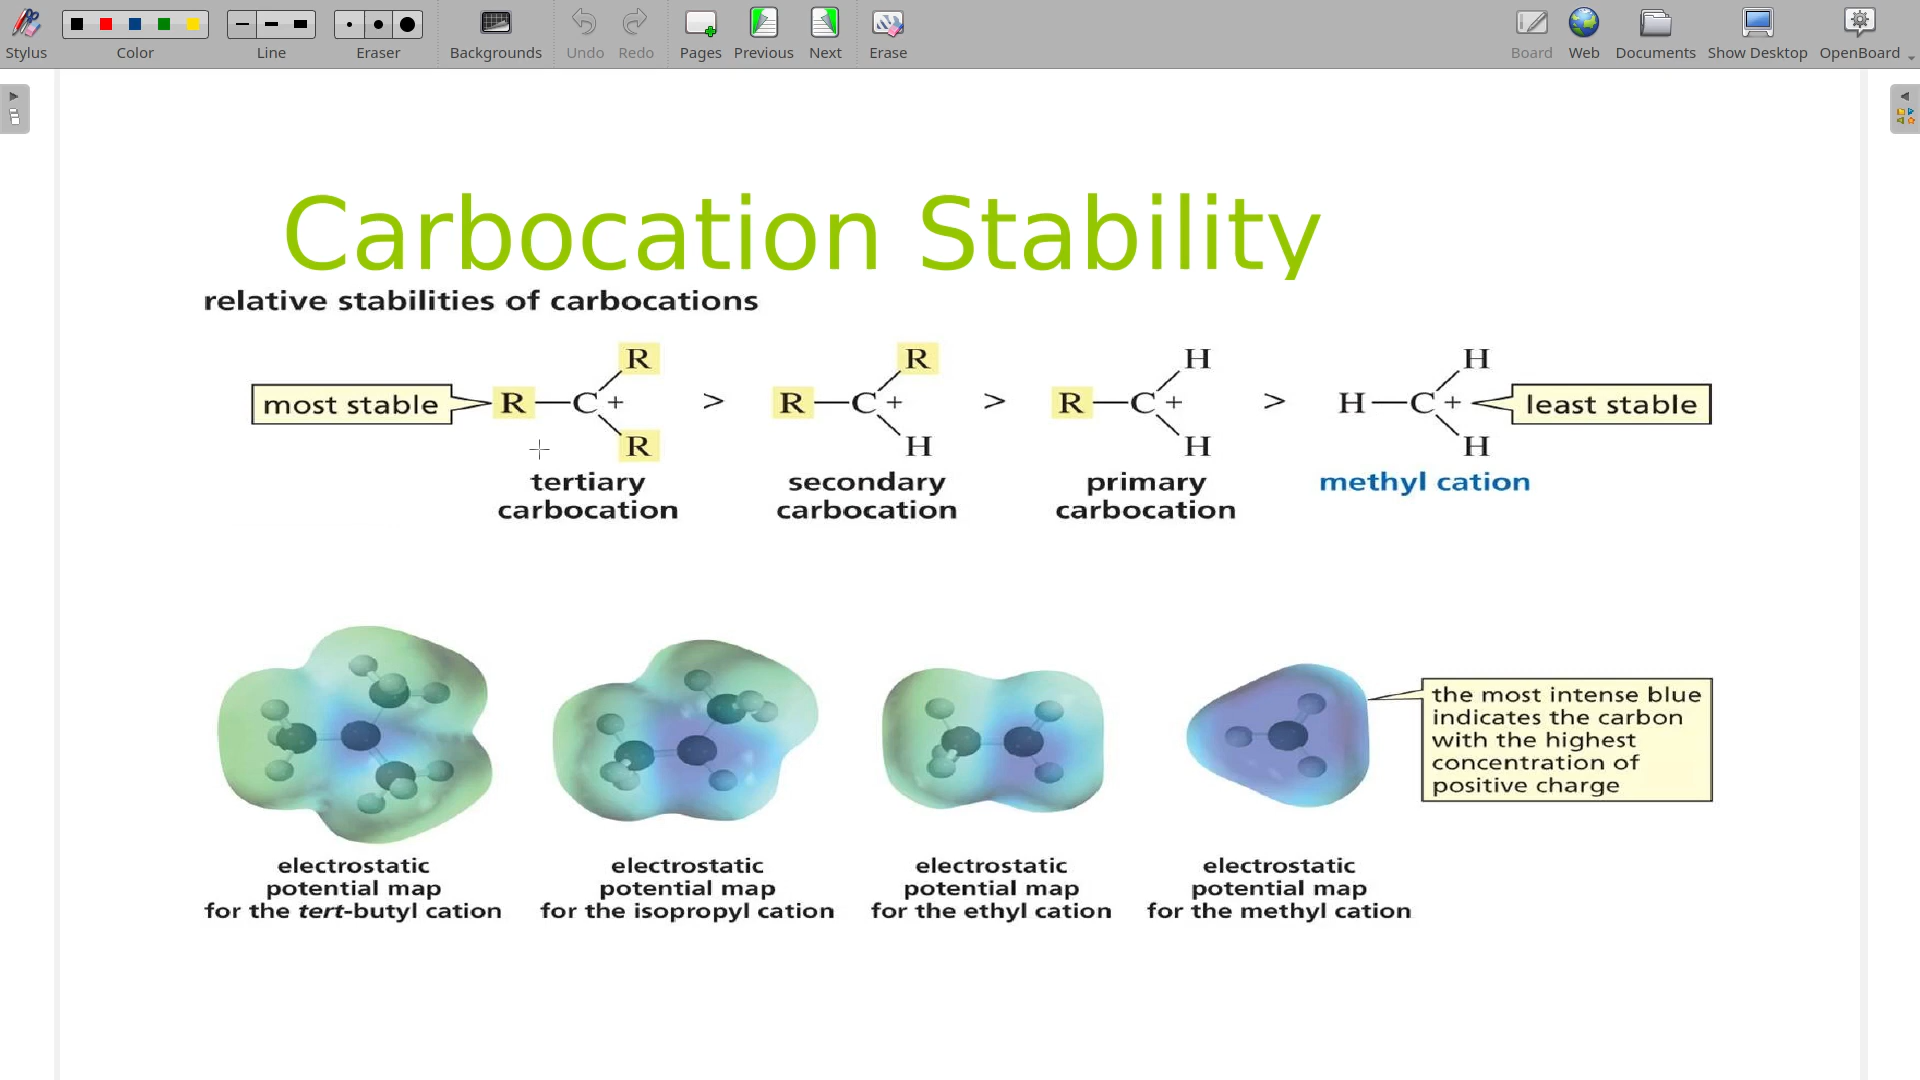 Stylus Color Line Eraser Backgrounds Undo Redo Pages Previous Next Erase Board Web Documents Show Desktop OpenBoard
Carbocation Stability
relative stabilities of carbocations
R R H H
most stable R—C+ > R—C+ > R—C+ > H—C+ least stable
R H H H
tertiary secondary primary methyl cation
carbocation carbocation carbocation
the most intense blue
indicates the carbon
with the highest
concentration of
positive charge
electrostatic electrostatic electrostatic electrostatic
potential map potential map potential map potential map
for the tert-butyl cation for the isopropyl cation for the ethyl cation for the methyl cation